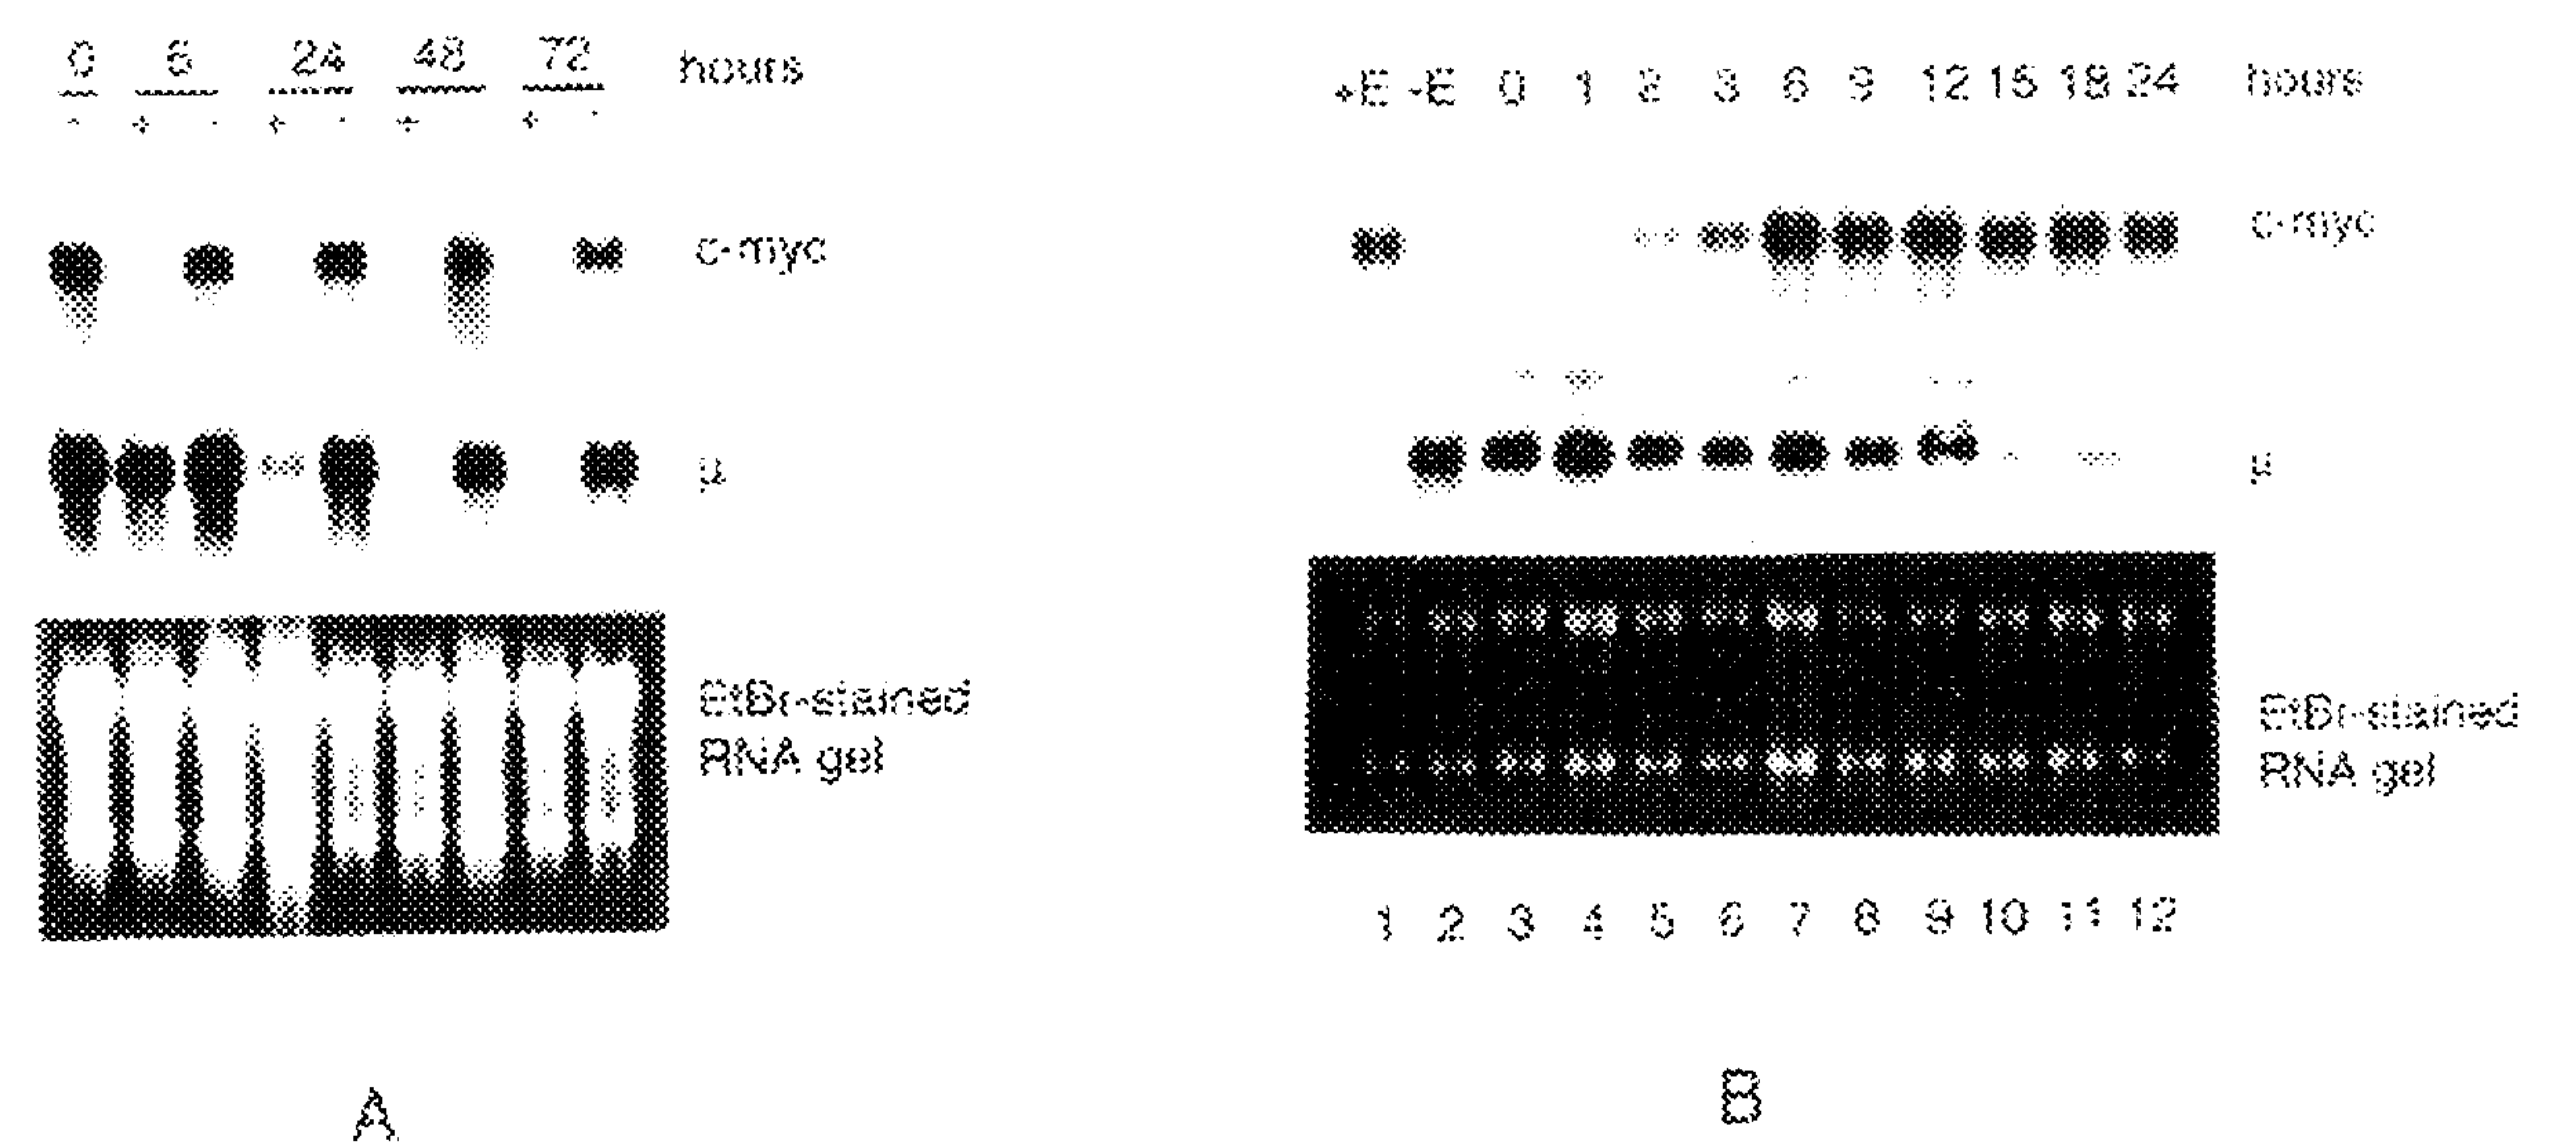 0 6 24 48 72 hours
- + - + - + + -
c-myc
µ
EtBr-stained
RNA gel
A
+E -E 0 1 2 3 6 9 12 15 18 24 hours
c-myc
µ
EtBr-stained
RNA gel
1 2 3 4 5 6 7 8 9 10 11 12
B